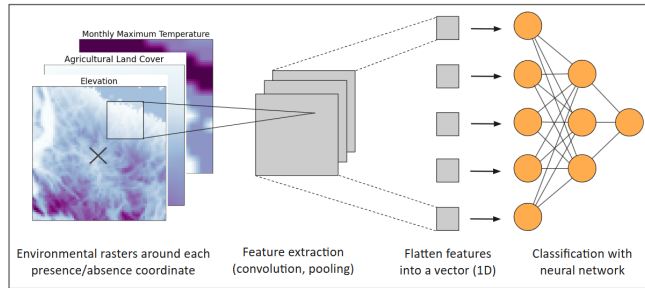 Monthly Maximum Temperature
Agricultural Land Cover
Elevation
Environmental rasters around each
presence/absence coordinate
Feature extraction
(convolution, pooling)
Flatten features
into a vector (1D)
Classification with
neural network